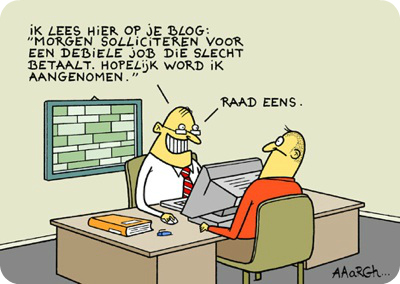 IK LEES HIER OP JE BLOG:
"MORGEN SOLLICITEREN VOOR
EEN DEBIELE JOB DIE SLECHT
BETAALT. HOPELIJK WORD IK
AANGENOMEN."
RAAD EENS.
AAARGH...